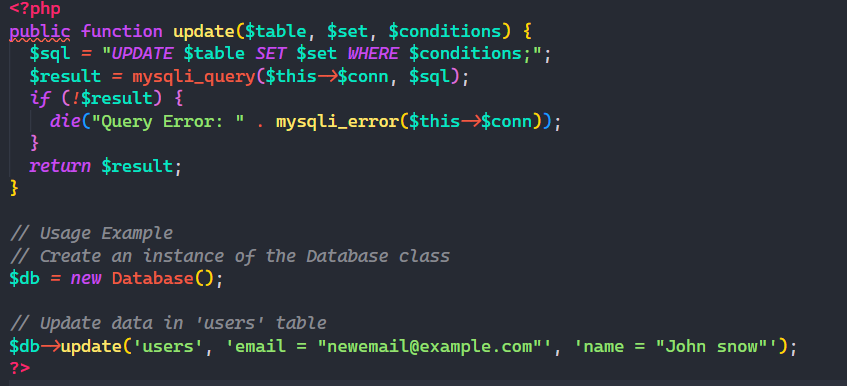 <?php
public function update($table, $set, $conditions) {
  $sql = "UPDATE $table SET $set WHERE $conditions;";
  $result = mysqli_query($this->$conn, $sql);
  if (!$result) {
    die("Query Error: " . mysqli_error($this->$conn));
  }
  return $result;
}
// Usage Example
// Create an instance of the Database class
$db = new Database();
// Update data in 'users' table
$db->update('users', 'email = "newemail@example.com"', 'name = "John snow"');
?>